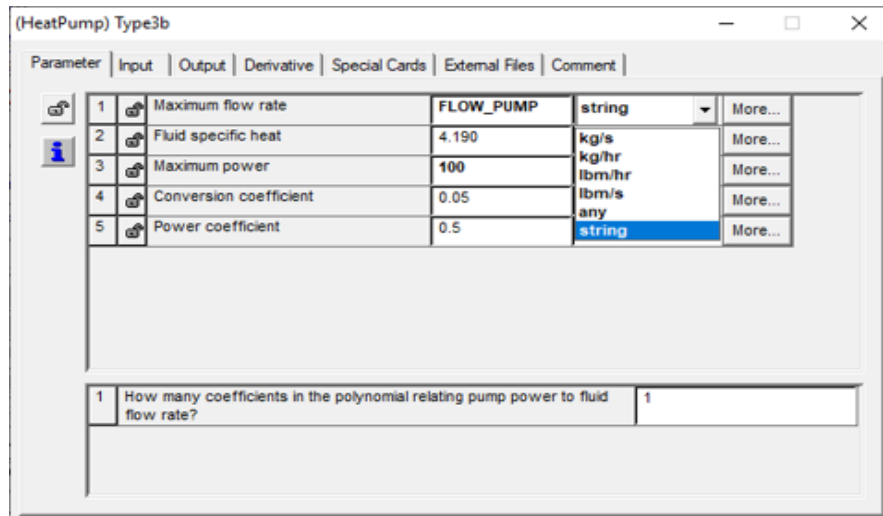 (HeatPump) Type3b
Parameter Input Output Derivative Special Cards External Files Comment
1 Maximum flow rate FLOW_PUMP string More...
2 Fluid specific heat 4.190 kg/s More...
kg/hr
3 Maximum power 100 lbm/hr More...
4 Conversion coefficient 0.05 lbm/s More...
any
5 Power coefficient 0.5 string More...
1 How many coefficients in the polynomial relating pump power to fluid 1
flow rate?